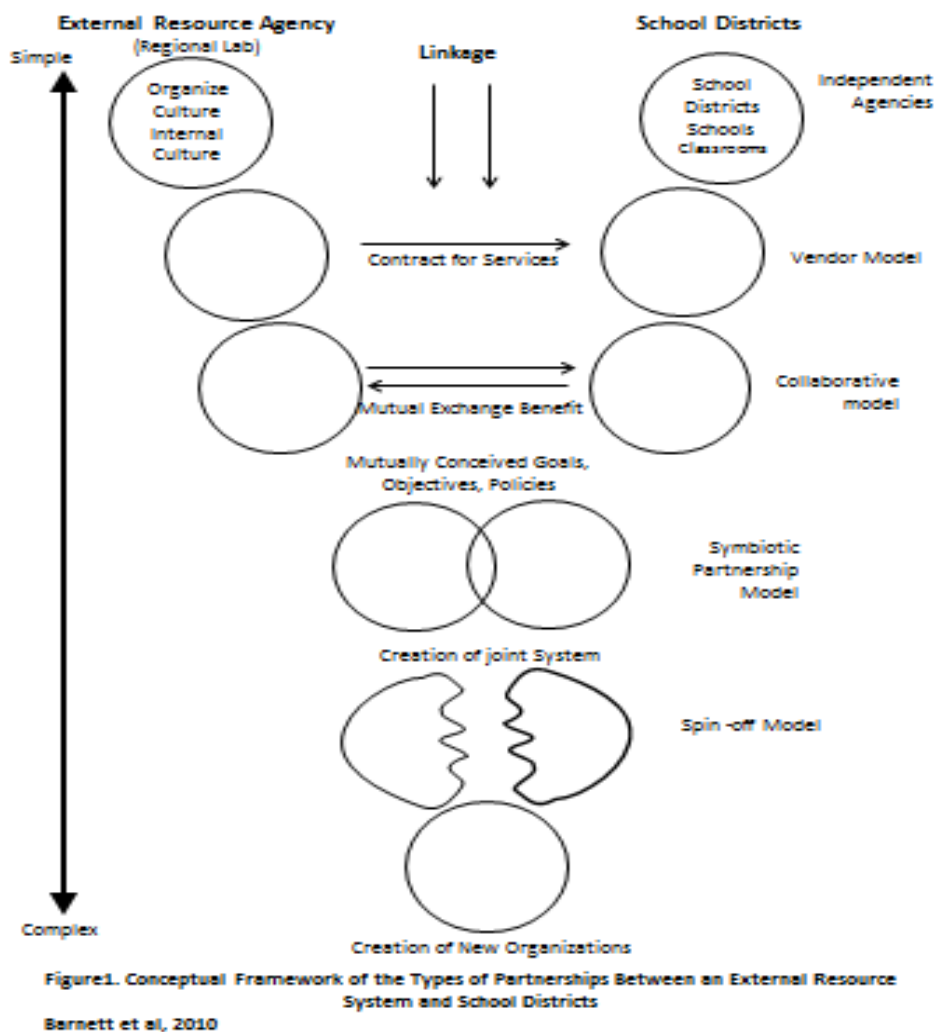 External Resource Agency
(Regional Lab)
School Districts
Simple
Linkage
Organize
Culture
Internal
Culture
School
Districts
Schools
Classrooms
Independent
Agencies
Contract for Services
Vendor Model
Mutual Exchange Benefit
Collaborative
model
Mutually Conceived Goals,
Objectives, Policies
Symbiotic
Partnership
Model
Creation of joint System
Spin -off Model
Complex
Creation of New Organizations
Figure1. Conceptual Framework of the Types of Partnerships Between an External Resource
System and School Districts
Barnett et al, 2010